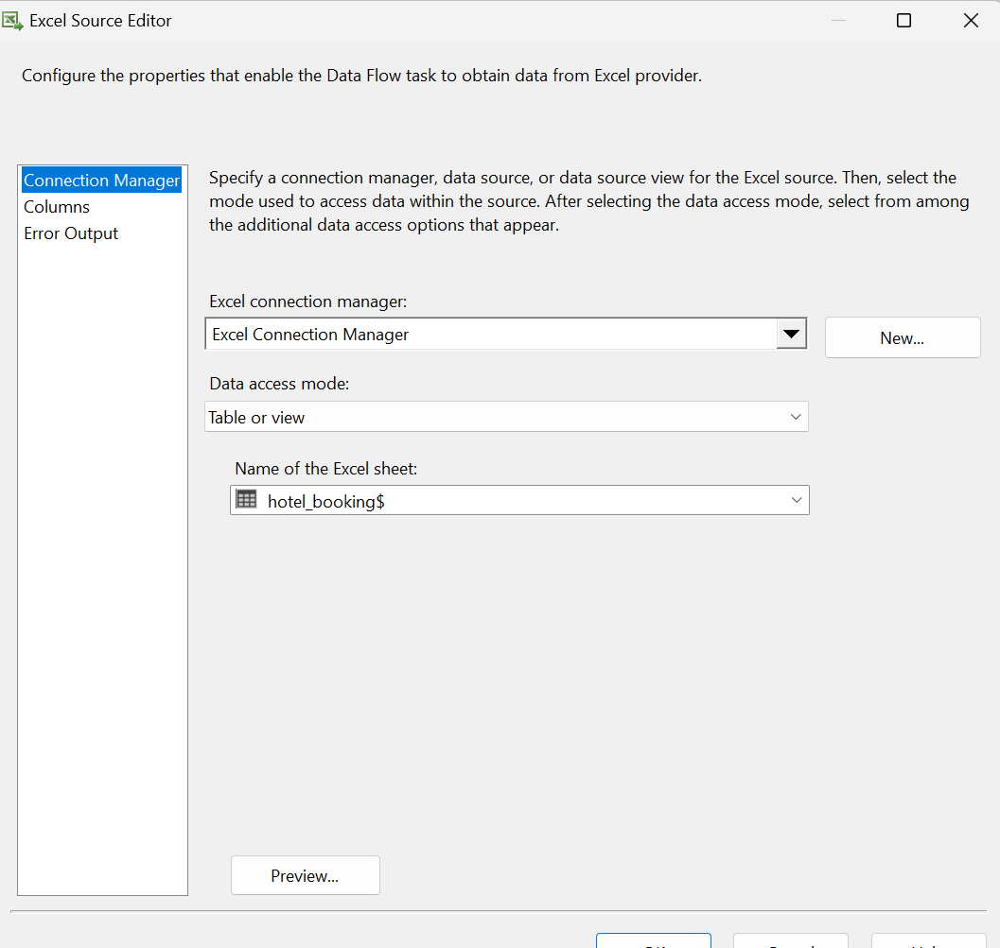 Excel Source Editor
Configure the properties that enable the Data Flow task to obtain data from Excel provider.
Connection Manager
Columns
Error Output
Specify a connection manager, data source, or data source view for the Excel source. Then, select the
mode used to access data within the source. After selecting the data access mode, select from among
the additional data access options that appear.
Excel connection manager:
Excel Connection Manager
New...
Data access mode:
Table or view
Name of the Excel sheet:
hotel_booking$
Preview...